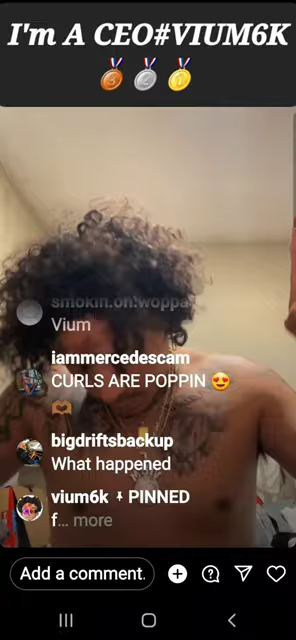 I'm A CEO#VIUM6K
🥉🥈🥇
smokin.on!woppa
Vium
iammercedescam
CURLS ARE POPPIN 😍
🫶🏾
bigdriftsbackup
What happened
vium6k PINNED
f... more
Add a comment.